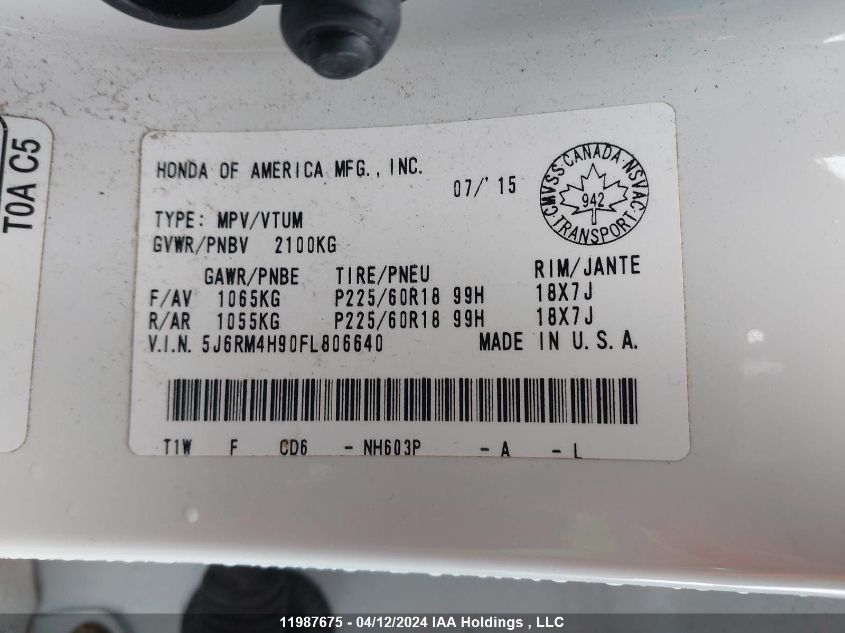 T0A C5
HONDA OF AMERICA MFG., INC.
07/'15
CMVSS·CANADA·NSVAC·TRANSPORT·
942
TYPE: MPV/VTUM
GVWR/PNBV 2100KG
GAWR/PNBE TIRE/PNEU RIM/JANTE
F/AV 1065KG P225/60R18 99H 18X7J
R/AR 1055KG P225/60R18 99H 18X7J
V.I.N. 5J6RM4H90FL806640 MADE IN U.S.A.
T1W F CD6 - NH603P - A - L
11987675 - 04/12/2024 IAA Holdings , LLC